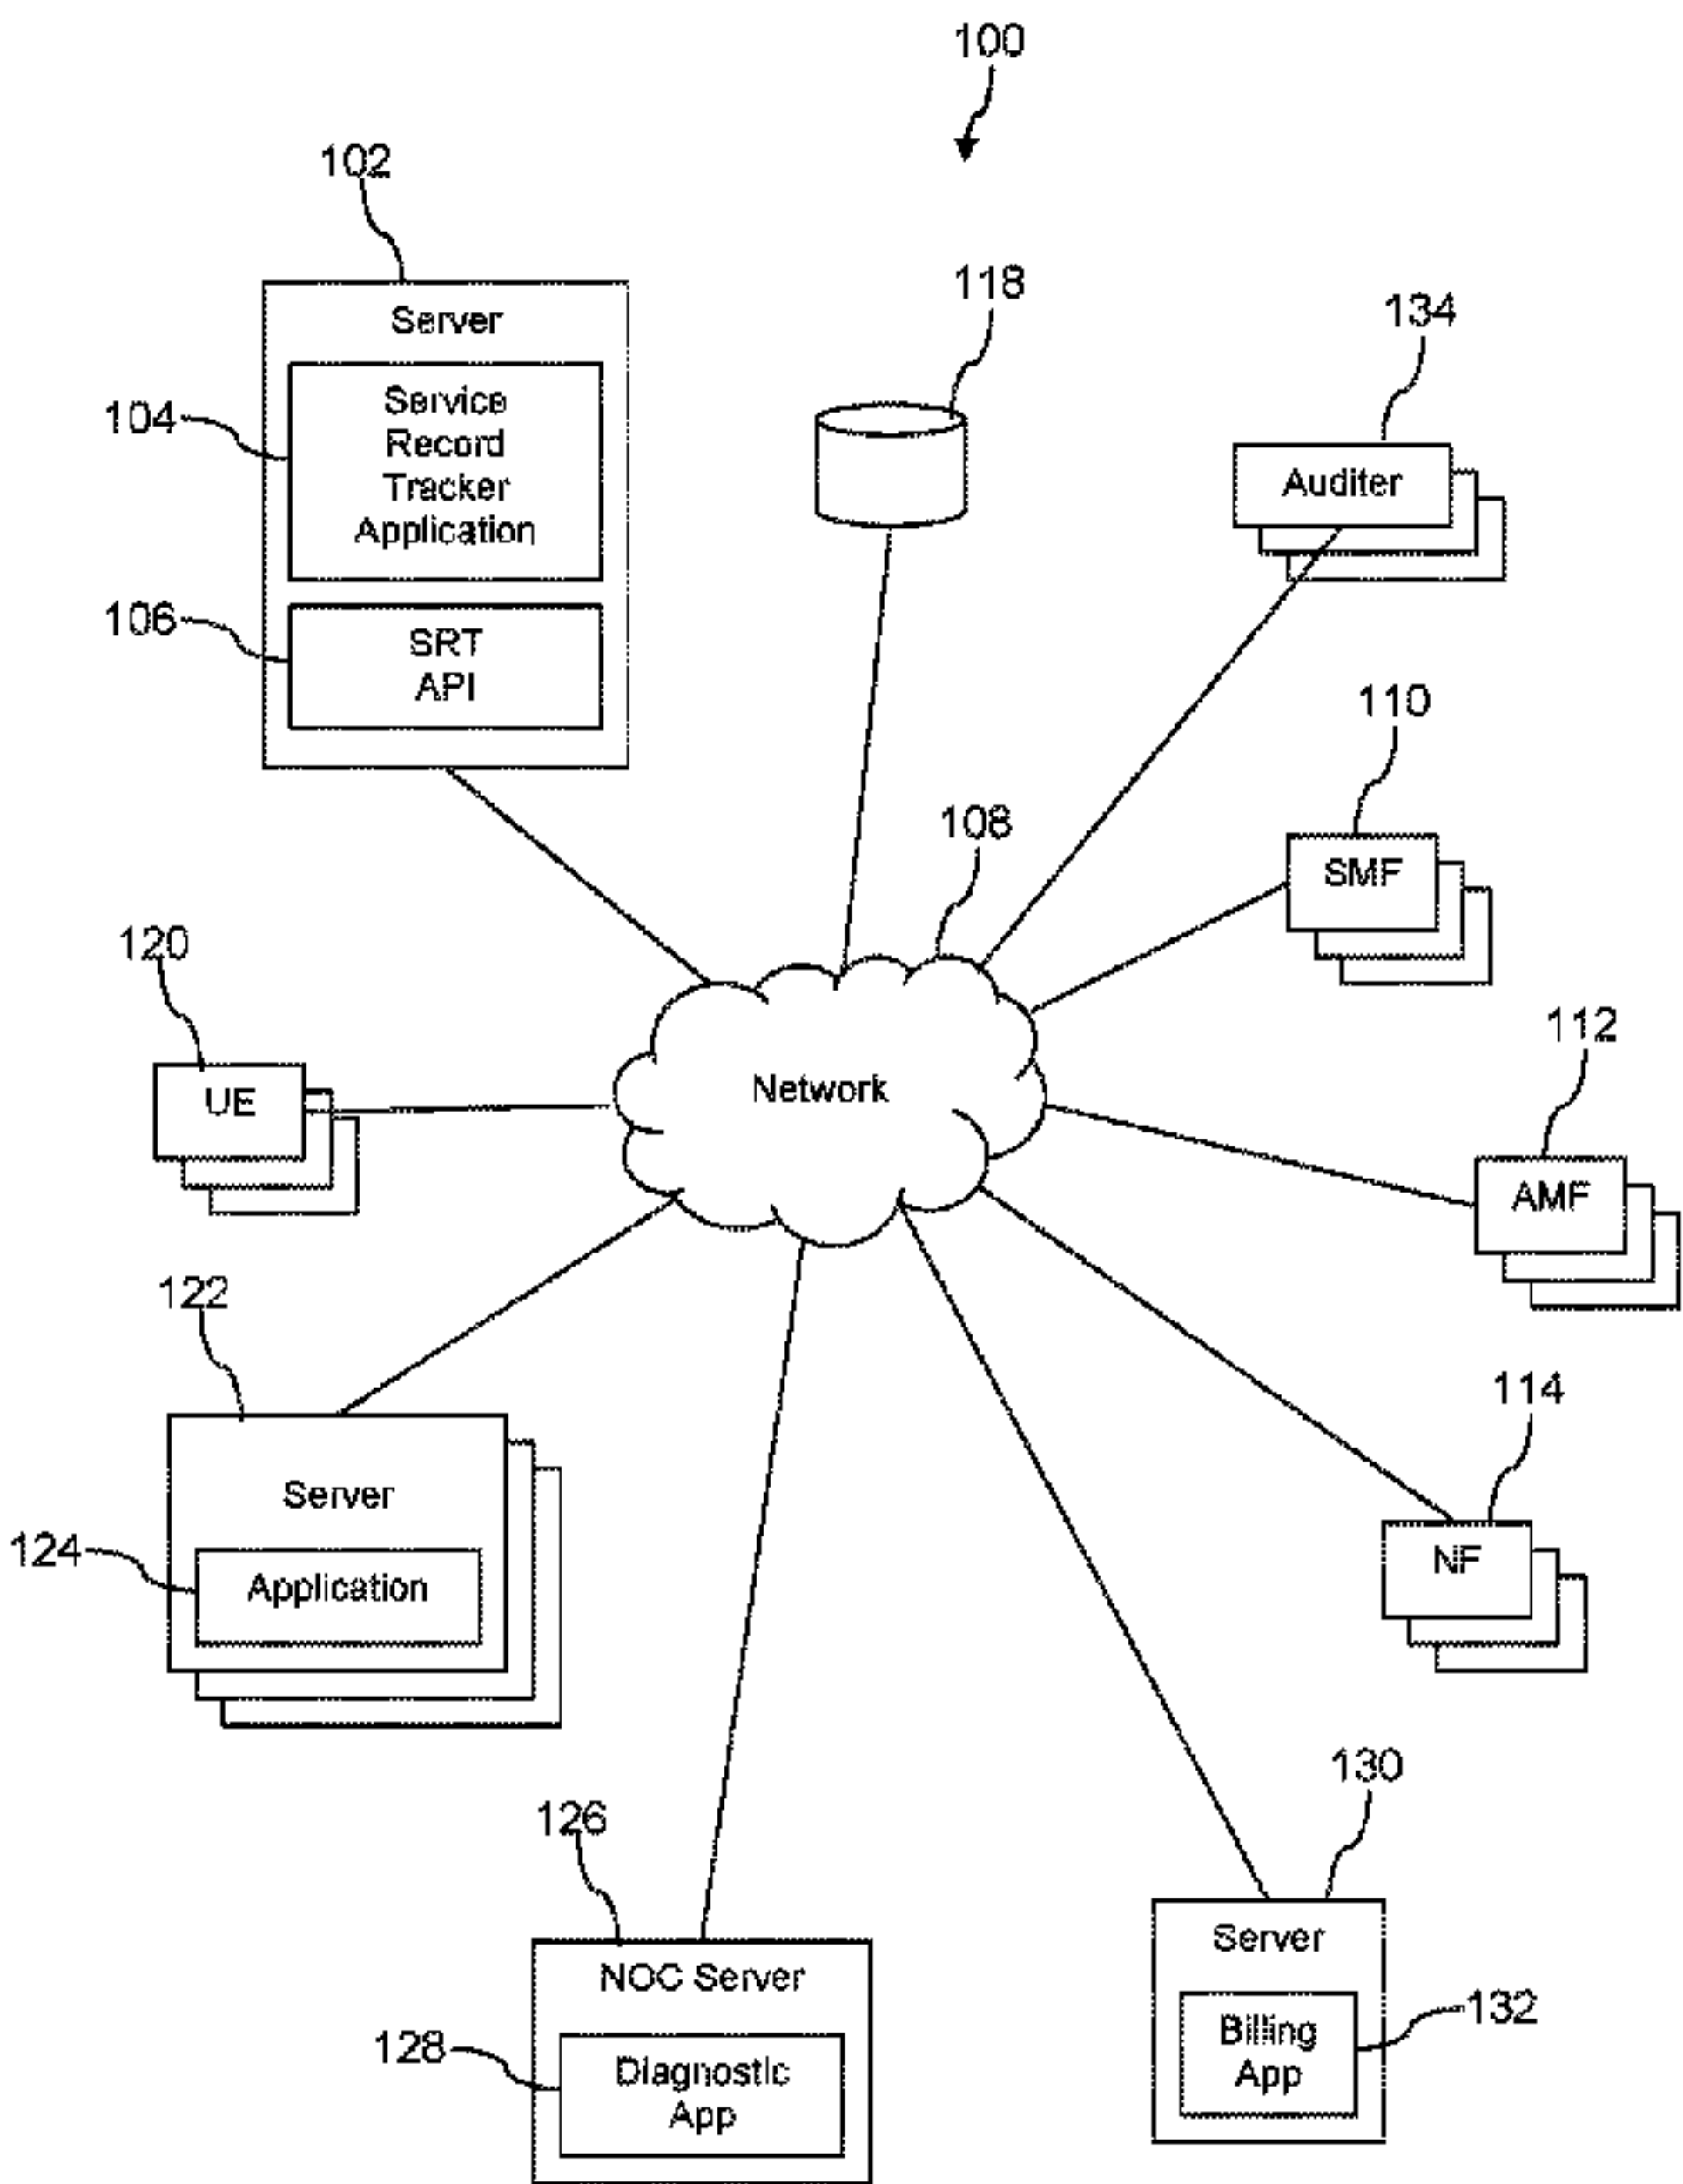 100
102
Server
118
134
104
Service
Record
Tracker
Application
Auditer
106
SRT
API
110
SMF
108
120
UE
Network
112
AMF
122
Server
114
NF
124
Application
130
126
NOC Server
Server
128
Diagnostic
App
Billing
App
132